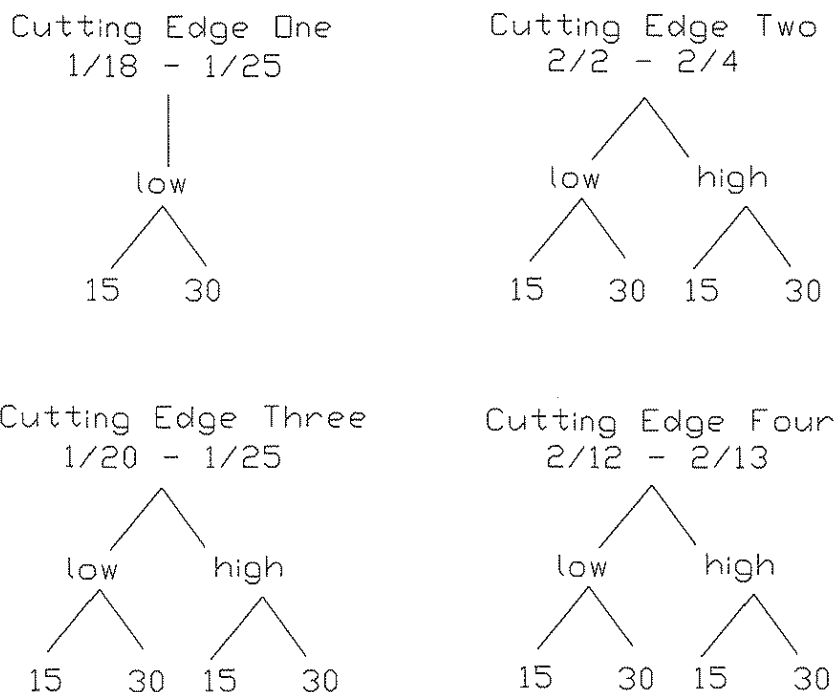 Cutting Edge One
1/18 - 1/25
low
15 30
Cutting Edge Two
2/2 - 2/4
low high
15 30 15 30
Cutting Edge Three
1/20 - 1/25
low high
15 30 15 30
Cutting Edge Four
2/12 - 2/13
low high
15 30 15 30